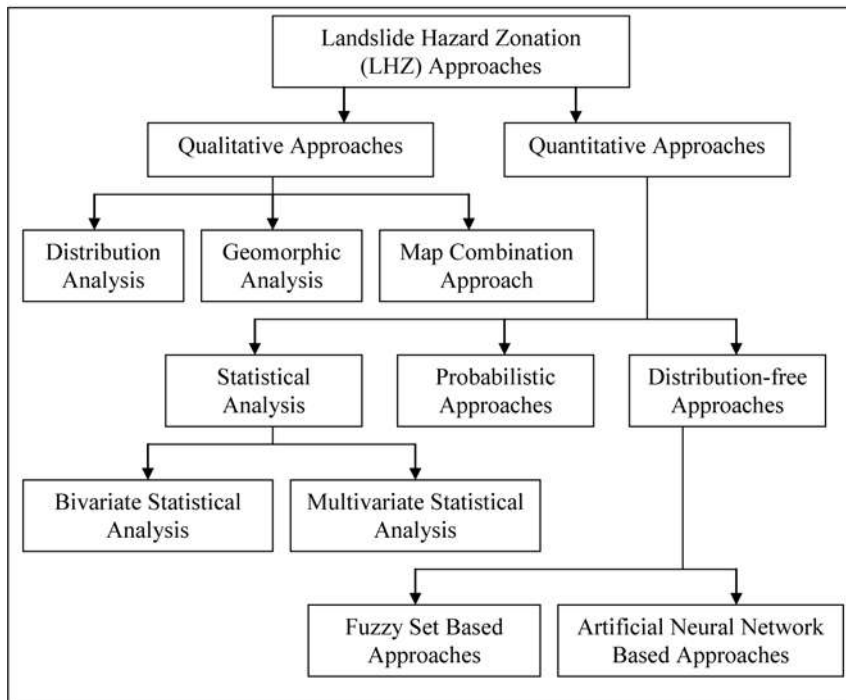 Landslide Hazard Zonation
(LHZ) Approaches
Qualitative Approaches
Quantitative Approaches
Distribution
Analysis
Geomorphic
Analysis
Map Combination
Approach
Statistical
Analysis
Probabilistic
Approaches
Distribution-free
Approaches
Bivariate Statistical
Analysis
Multivariate Statistical
Analysis
Fuzzy Set Based
Approaches
Artificial Neural Network
Based Approaches